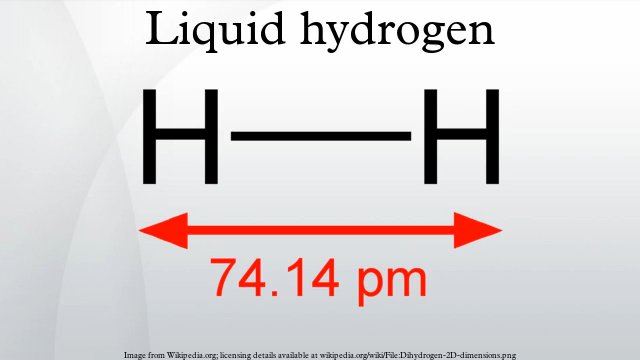 Liquid hydrogen
H H
74.14 pm
Image from Wikipedia.org; licensing details available at wikipedia.org/wiki/File:Dihydrogen-2D-dimensions.png